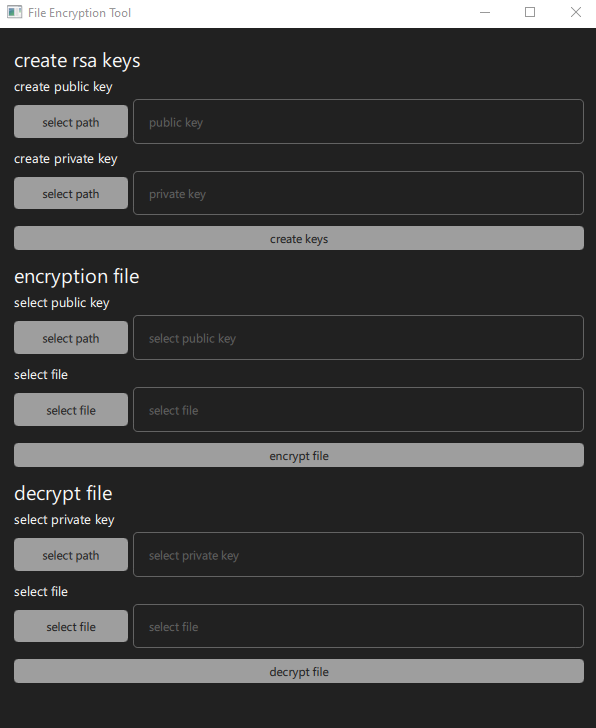 File Encryption Tool
create rsa keys
create public key
select path public key
create private key
select path private key
create keys
encryption file
select public key
select path select public key
select file
select file select file
encrypt file
decrypt file
select private key
select path select private key
select file
select file select file
decrypt file